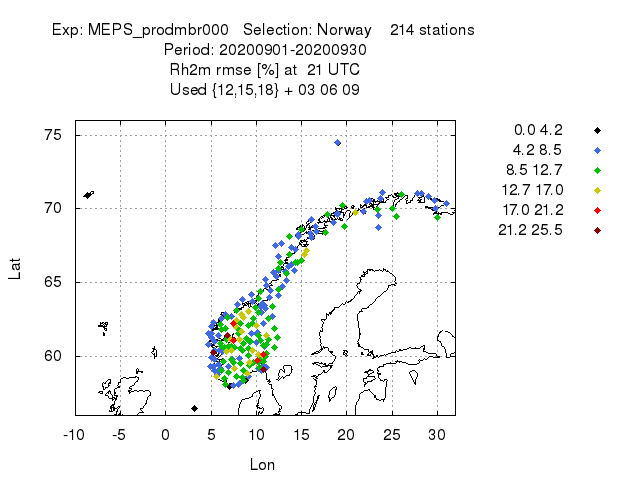 Exp: MEPS_prodmbr000 Selection: Norway 214 stations
Period: 20200901-20200930
Rh2m rmse [%] at 21 UTC
Used {12,15,18} + 03 06 09
0.0 4.2
4.2 8.5
8.5 12.7
12.7 17.0
17.0 21.2
21.2 25.5
75
70
65
60
Lat
-10 -5 0 5 10 15 20 25 30
Lon